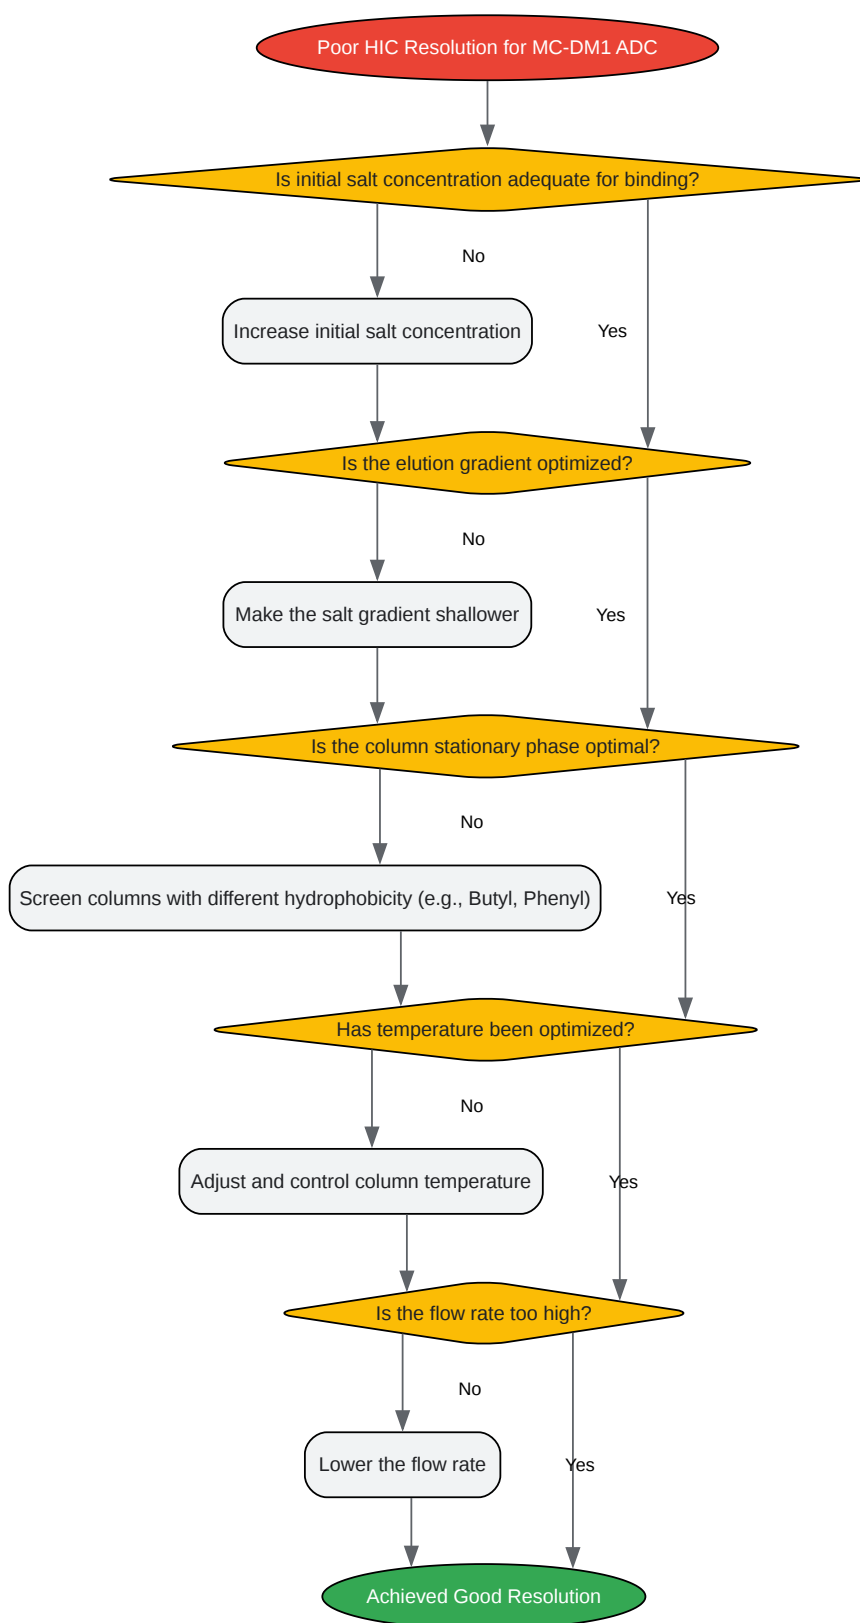 Poor HIC Resolution for MC-DM1 ADC
Is initial salt concentration adequate for binding?
No
Increase initial salt concentration
Yes
Is the elution gradient optimized?
No
Make the salt gradient shallower
Yes
Is the column stationary phase optimal?
No
Screen columns with different hydrophobicity (e.g., Butyl, Phenyl)
Yes
Has temperature been optimized?
No
Adjust and control column temperature
Yes
Is the flow rate too high?
No
Lower the flow rate
Yes
Achieved Good Resolution